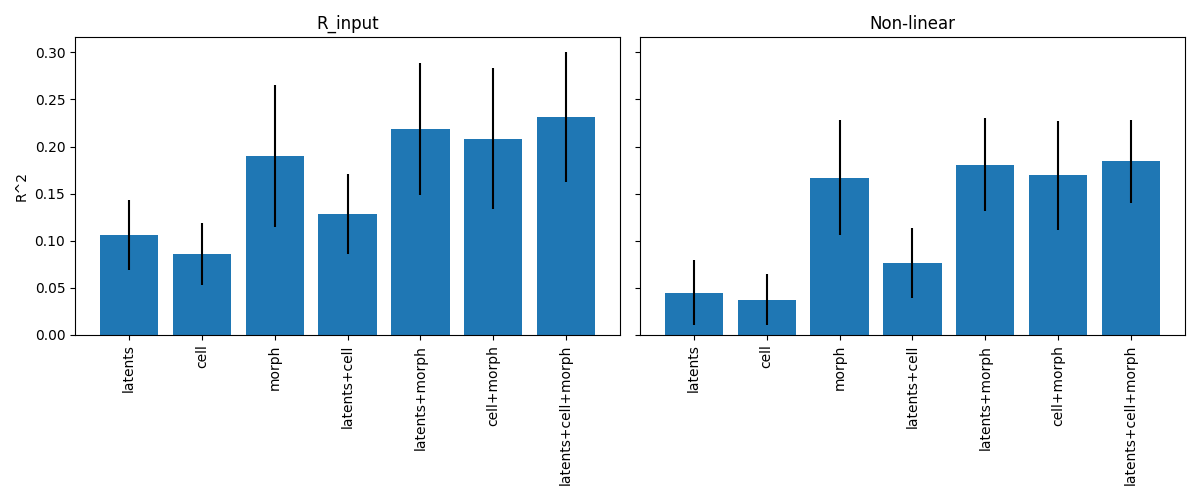 R_input
Non-linear
R^2
0.30
0.25
0.20
0.15
0.10
0.05
0.00
latents
cell
morph
latents+cell
latents+morph
cell+morph
latents+cell+morph
latents
cell
morph
latents+cell
latents+morph
cell+morph
latents+cell+morph